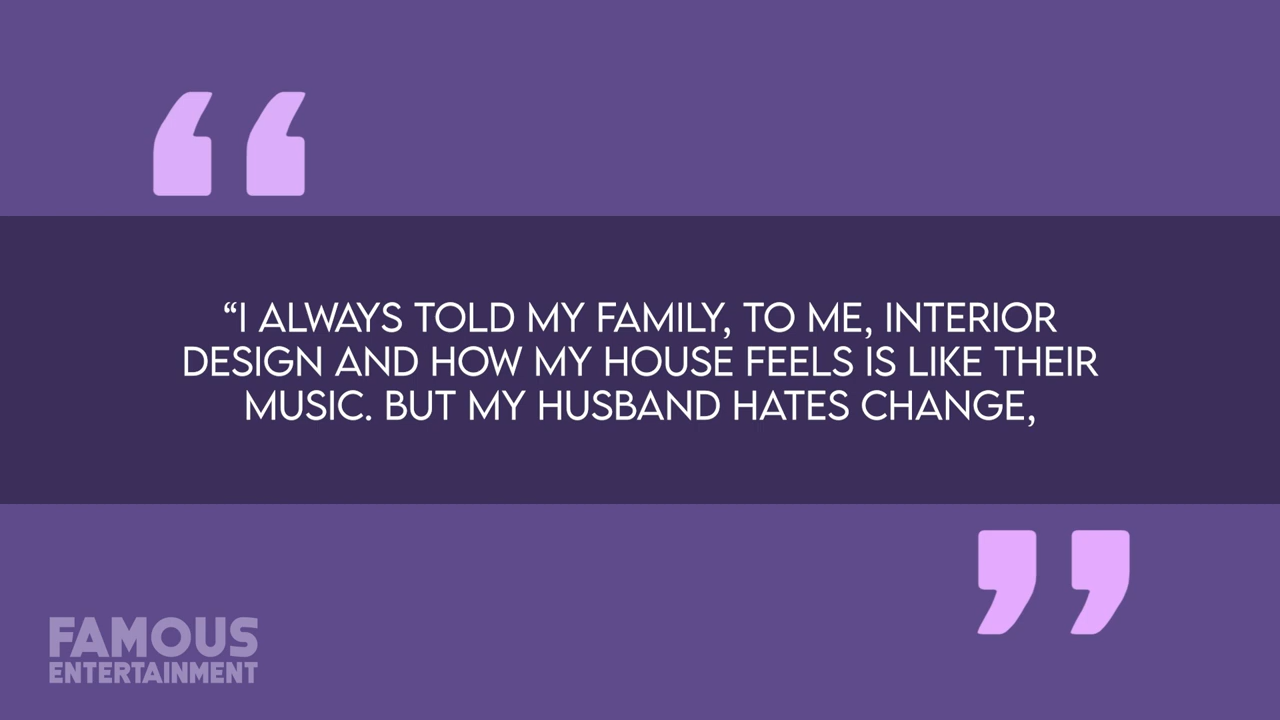 “I ALWAYS TOLD MY FAMILY, TO ME, INTERIOR
DESIGN AND HOW MY HOUSE FEELS IS LIKE THEIR
MUSIC. BUT MY HUSBAND HATES CHANGE,
FAMOUS
ENTERTAINMENT